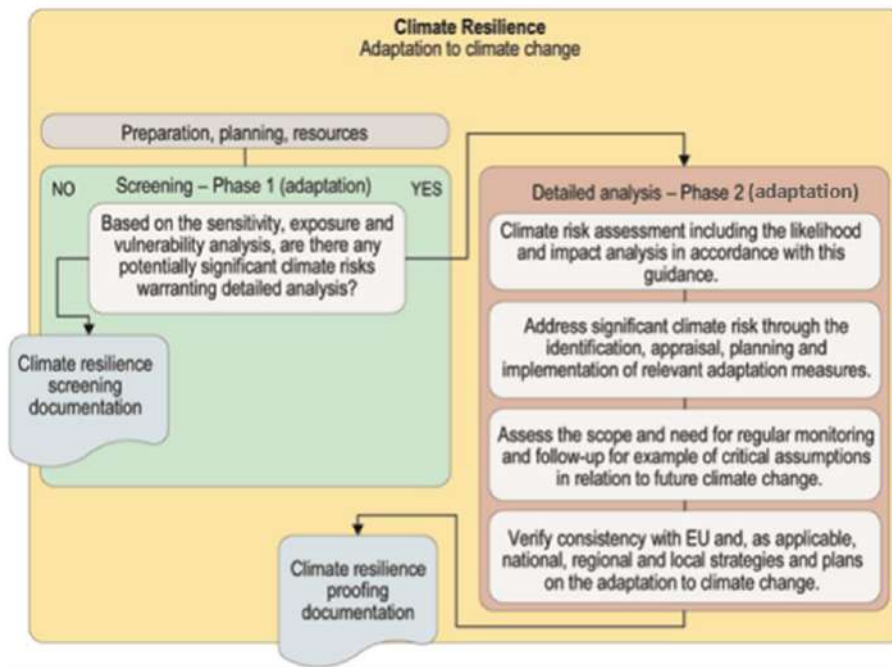 Climate Resilience
Adaptation to climate change
Preparation, planning, resources
NO
Screening – Phase 1 (adaptation)
YES
Based on the sensitivity, exposure and
vulnerability analysis, are there any
potentially significant climate risks
warranting detailed analysis?
Climate resilience
screening
documentation
Detailed analysis – Phase 2 (adaptation)
Climate risk assessment including the likelihood
and impact analysis in accordance with this
guidance.
Address significant climate risk through the
identification, appraisal, planning and
implementation of relevant adaptation measures.
Assess the scope and need for regular monitoring
and follow-up for example of critical assumptions
in relation to future climate change.
Verify consistency with EU and, as applicable,
national, regional and local strategies and plans
on the adaptation to climate change.
Climate resilience
proofing
documentation